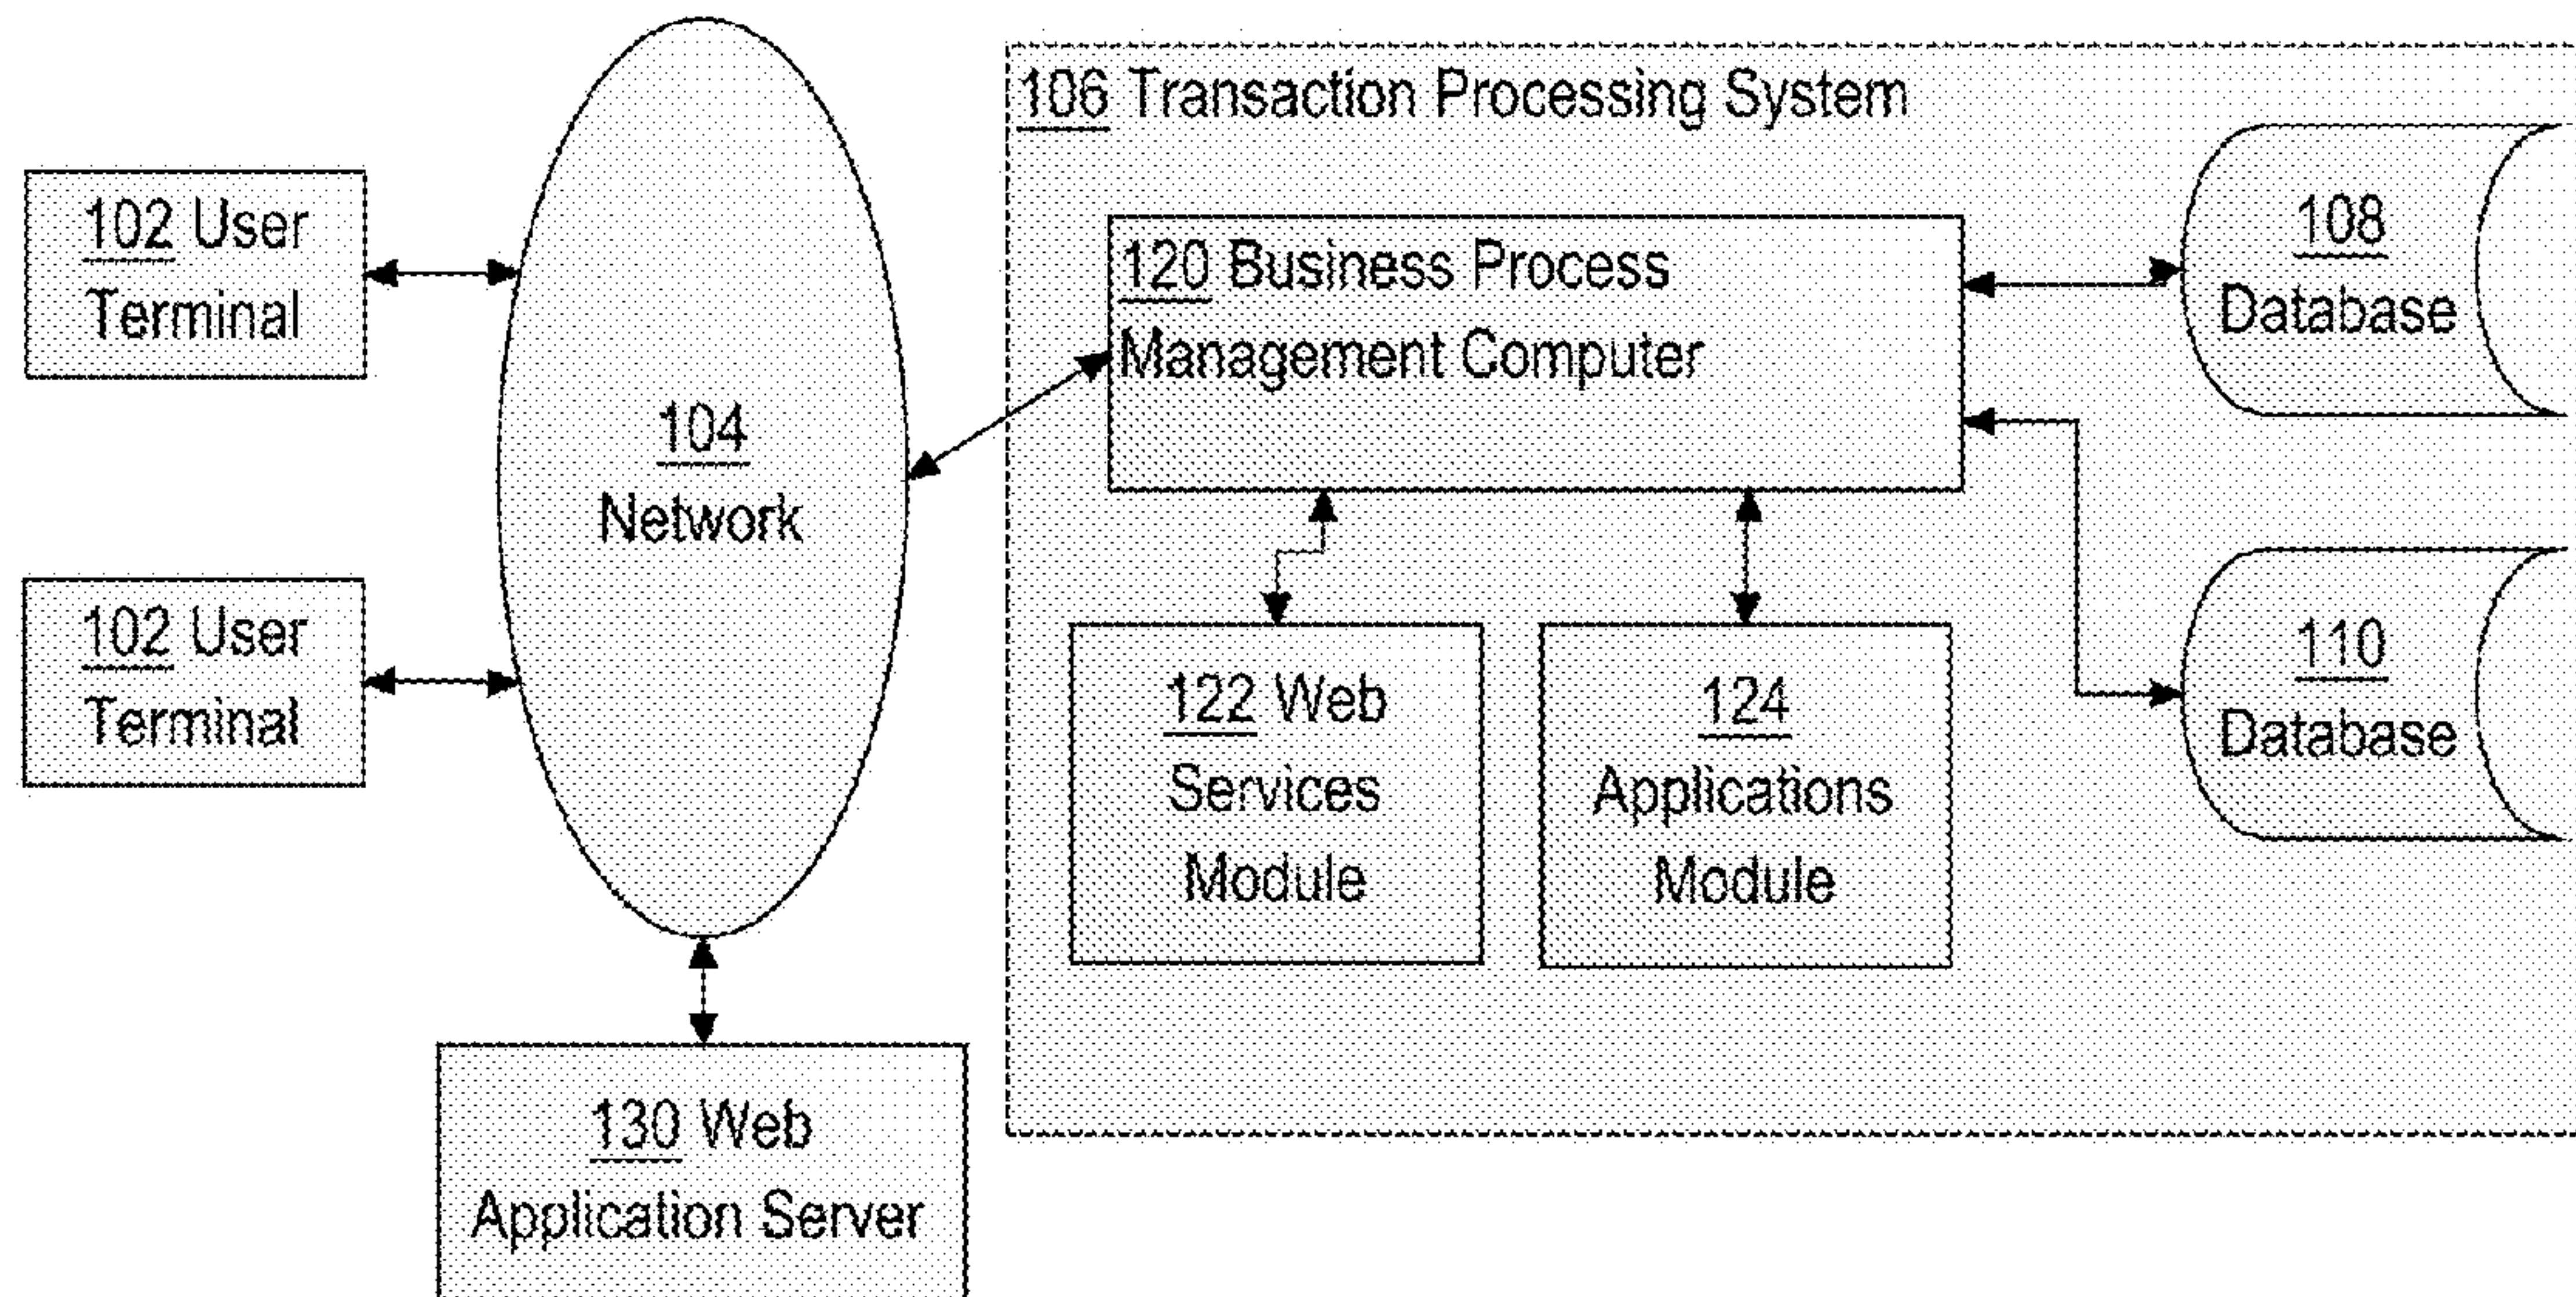 106 Transaction Processing System
102 User
Terminal
104
Network
120 Business Process
Management Computer
108
Database
102 User
Terminal
122 Web
Services
Module
124
Applications
Module
110
Database
130 Web
Application Server